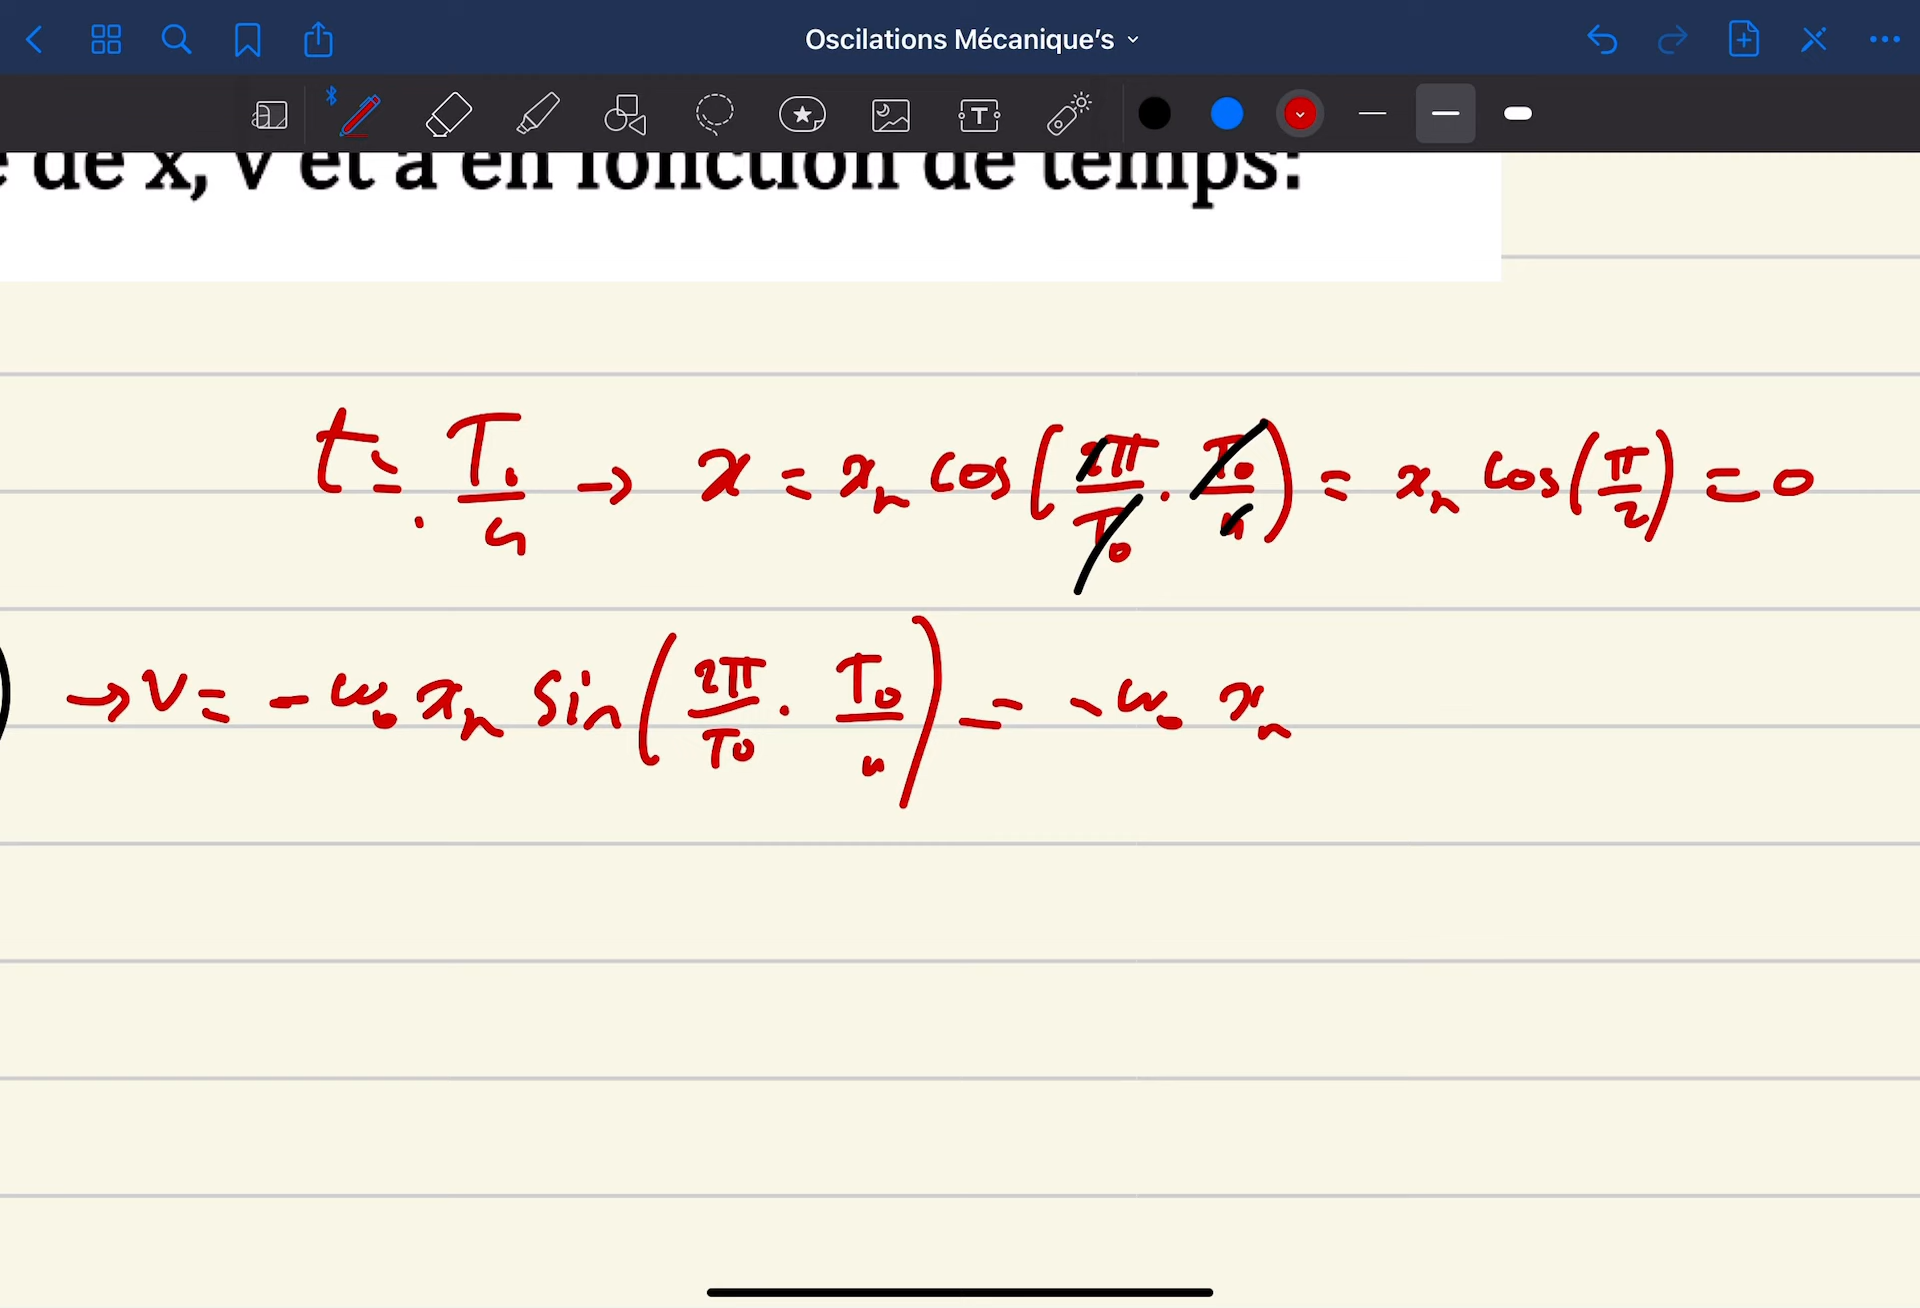 Oscilations Mécanique's
de x, v et a en fonction de temps:
t = T₀/4 → x = xₘ cos(2π/T₀ · T₀/4) = xₘ cos(π/2) = 0
→ v = -ω₀ xₘ sin(2π/T₀ · T₀/4) = -ω₀ xₘ